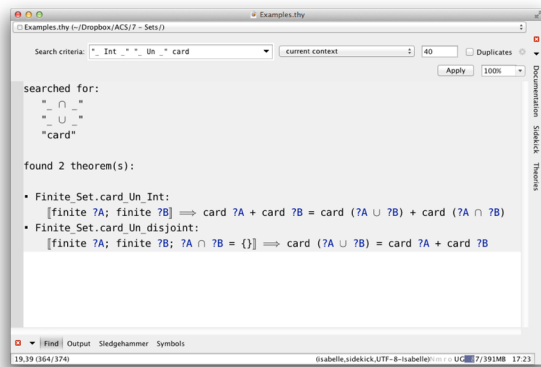 Examples.thy
Examples.thy (~/Dropbox/ACS/7 - Sets/)
Search criteria: "_ Int _" "_ Un _" card current context 40 Duplicates
Apply 100%
searched for:
"_ ∩ _"
"_ ∪ _"
"card"
found 2 theorem(s):
▪ Finite_Set.card_Un_Int:
⟦finite ?A; finite ?B⟧ ⟹ card ?A + card ?B = card (?A ∪ ?B) + card (?A ∩ ?B)
▪ Finite_Set.card_Un_disjoint:
⟦finite ?A; finite ?B; ?A ∩ ?B = {}⟧ ⟹ card (?A ∪ ?B) = card ?A + card ?B
Documentation
Sidekick
Theories
Find Output Sledgehammer Symbols
19,39 (364/374) (isabelle,sidekick,UTF-8-Isabelle) UG 7/391MB 17:23